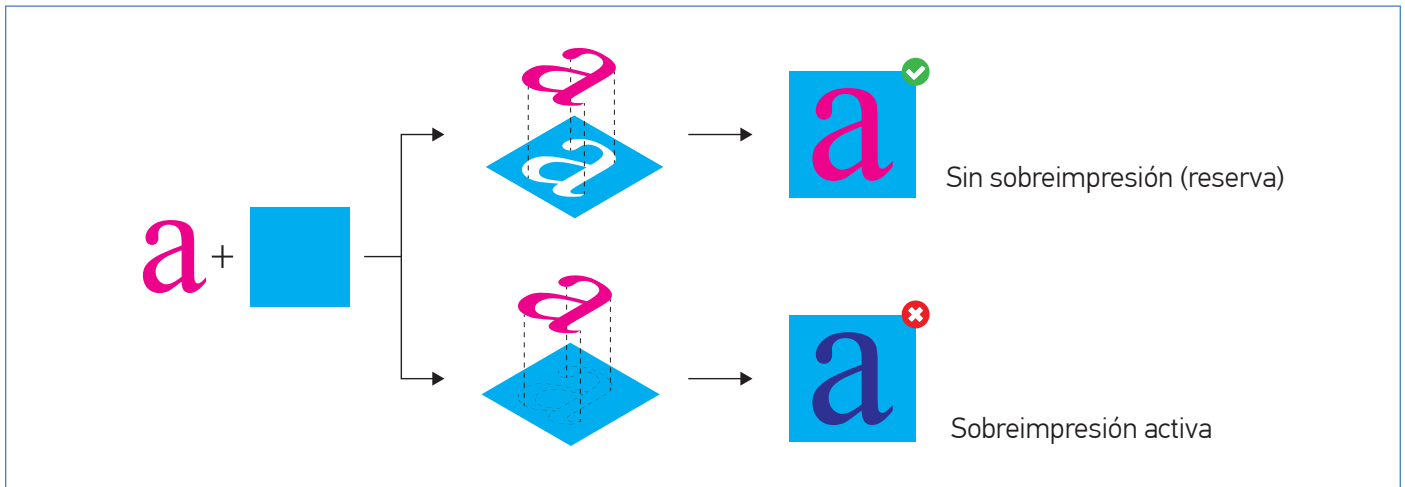 a
a
Sin sobreimpresión (reserva)
a + 
a
a
Sobreimpresión activa